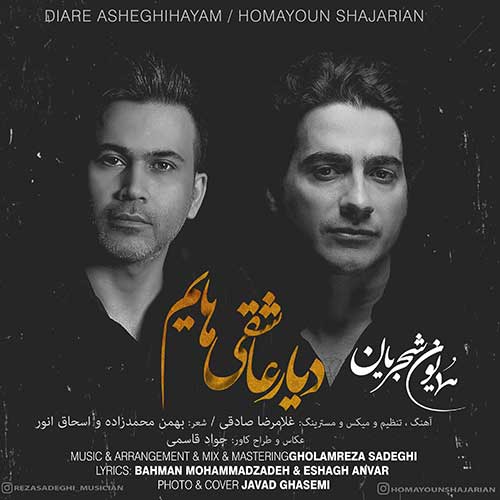 DIARE ASHEGHIHAYAM / HOMAYOUN SHAJARIAN
دیار عاشقی هایم
همایون شجریان
آهنگ ، تنظیم و میکس و مسترینگ: غلامرضا صادقی / شعر: بهمن محمدزاده و اسحاق انور
عکاس و طراح کاور: جواد قاسمی
MUSIC & ARRANGEMENT & MIX & MASTERINGGHOLAMREZA SADEGHI
LYRICS: BAHMAN MOHAMMADZADEH & ESHAGH ANVAR
PHOTO & COVER JAVAD GHASEMI
REZASADEGHI_MUSICIAN
HOMAYOUNSHAJARIAN